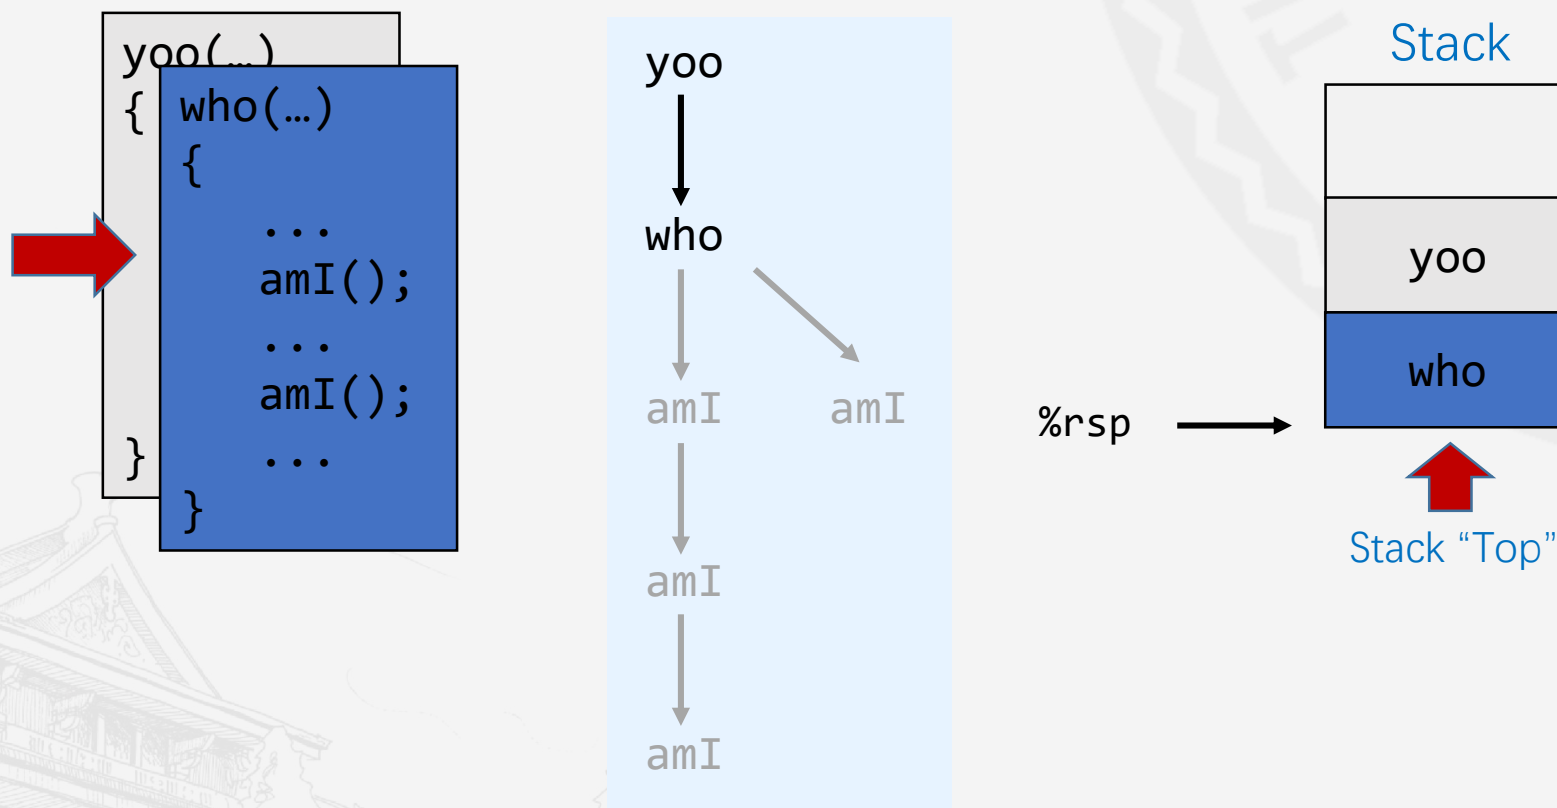 yoo(…)
{
}
who(…)
{
...
amI();
...
amI();
...
}
yoo
who
amI
amI
amI
amI
%rsp
Stack
yoo
who
Stack “Top”